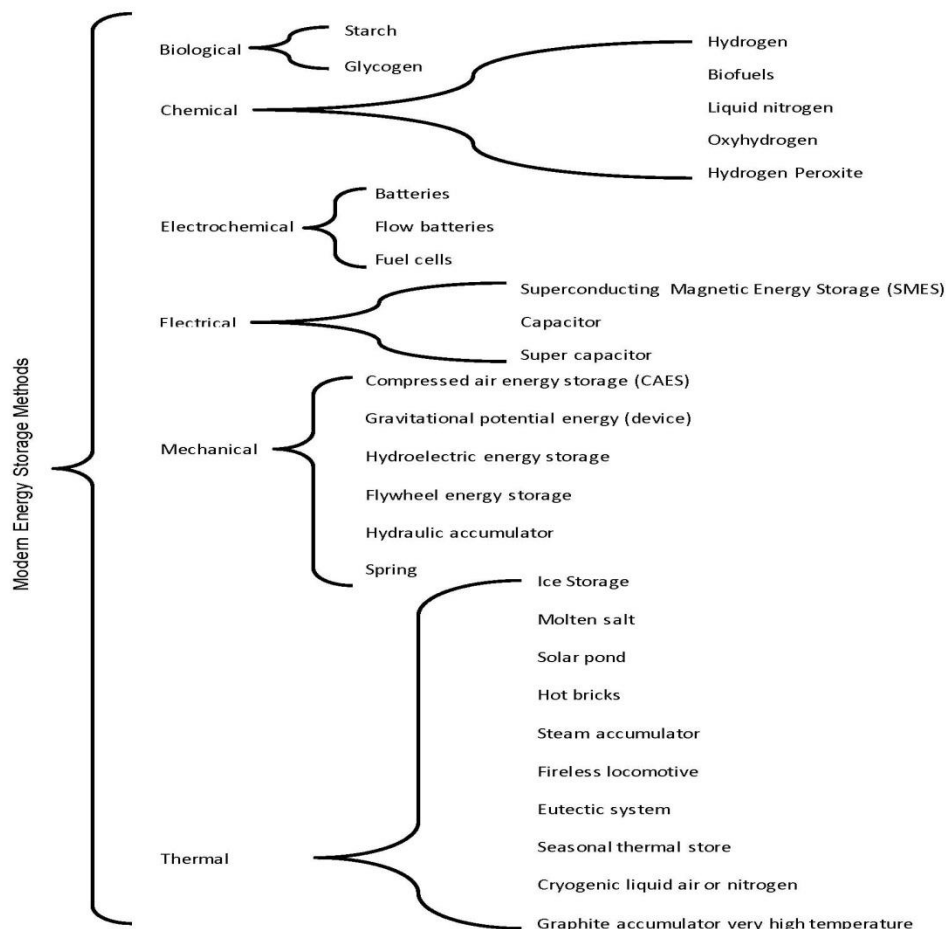 Modern Energy Storage Methods
Biological
Starch
Glycogen
Chemical
Hydrogen
Biofuels
Liquid nitrogen
Oxyhydrogen
Hydrogen Peroxite
Electrochemical
Batteries
Flow batteries
Fuel cells
Electrical
Superconducting Magnetic Energy Storage (SMES)
Capacitor
Super capacitor
Mechanical
Compressed air energy storage (CAES)
Gravitational potential energy (device)
Hydroelectric energy storage
Flywheel energy storage
Hydraulic accumulator
Spring
Thermal
Ice Storage
Molten salt
Solar pond
Hot bricks
Steam accumulator
Fireless locomotive
Eutectic system
Seasonal thermal store
Cryogenic liquid air or nitrogen
Graphite accumulator very high temperature